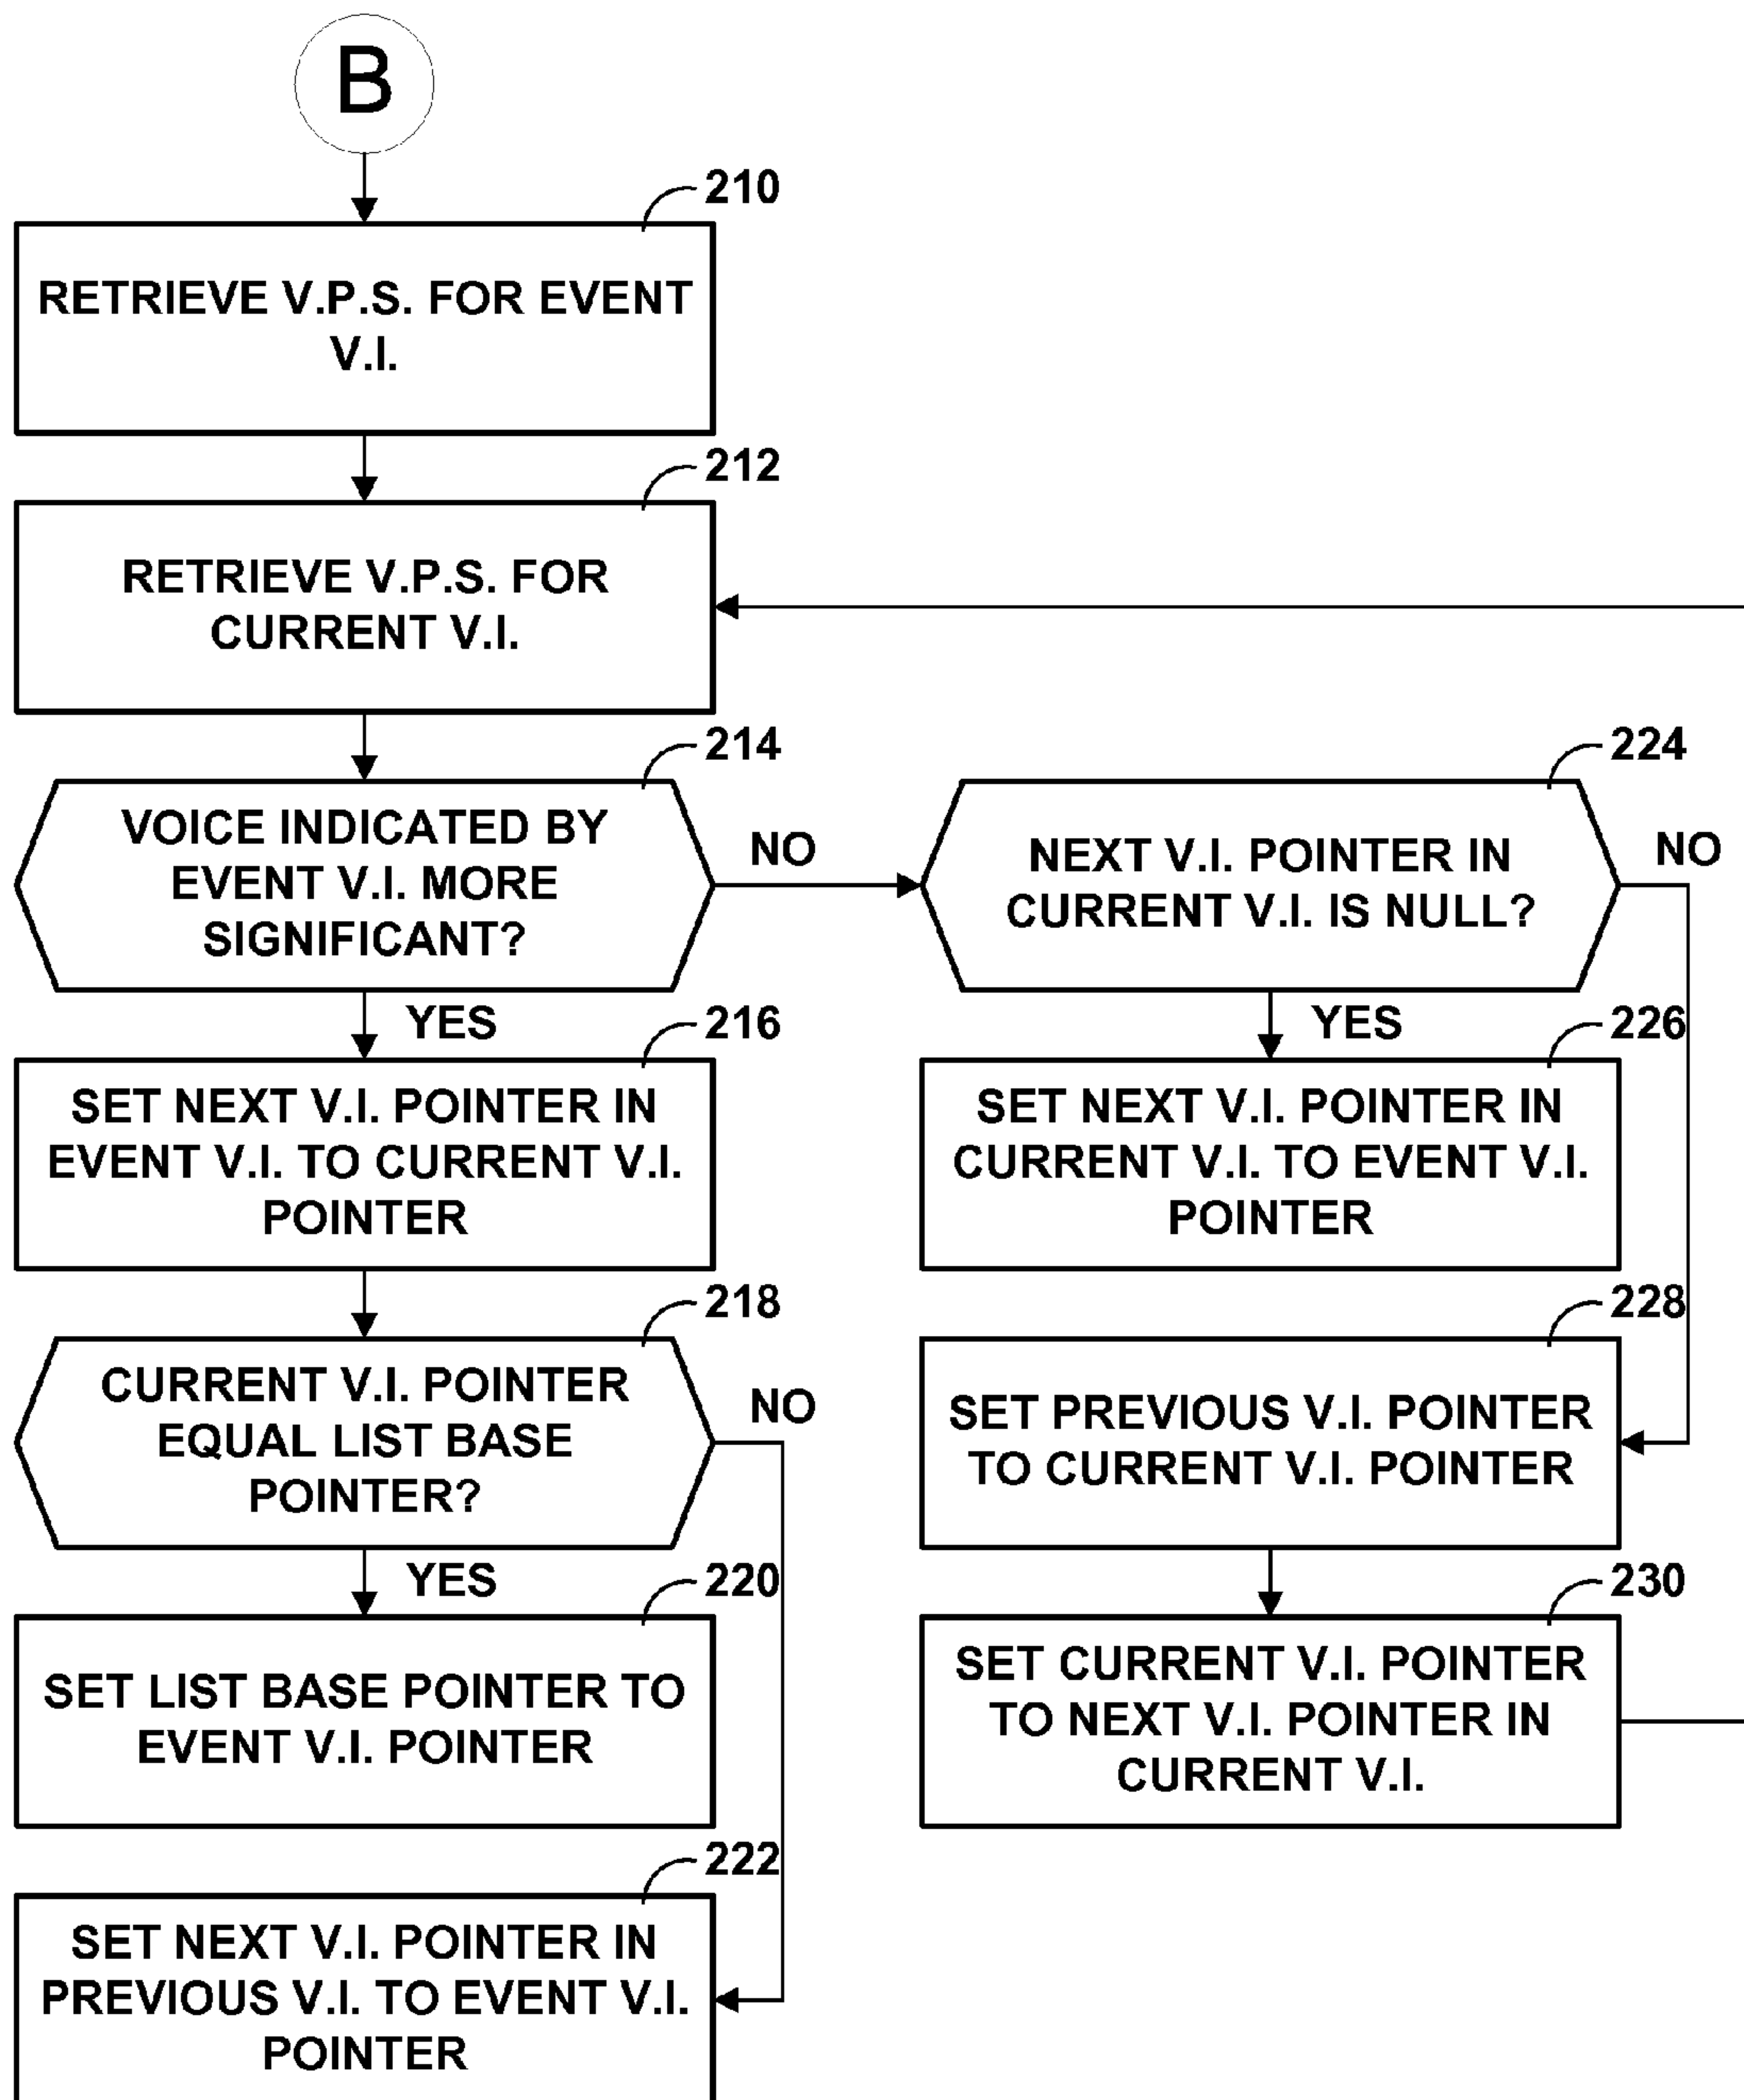 B
210
RETRIEVE V.P.S. FOR EVENT
V.I.
212
RETRIEVE V.P.S. FOR
CURRENT V.I.
214
VOICE INDICATED BY
EVENT V.I. MORE
SIGNIFICANT?
NO
YES
224
NEXT V.I. POINTER IN
CURRENT V.I. IS NULL?
NO
YES
216
SET NEXT V.I. POINTER IN
EVENT V.I. TO CURRENT V.I.
POINTER
226
SET NEXT V.I. POINTER IN
CURRENT V.I. TO EVENT V.I.
POINTER
218
CURRENT V.I. POINTER
EQUAL LIST BASE
POINTER?
NO
YES
228
SET PREVIOUS V.I. POINTER
TO CURRENT V.I. POINTER
220
SET LIST BASE POINTER TO
EVENT V.I. POINTER
230
SET CURRENT V.I. POINTER
TO NEXT V.I. POINTER IN
CURRENT V.I.
222
SET NEXT V.I. POINTER IN
PREVIOUS V.I. TO EVENT V.I.
POINTER